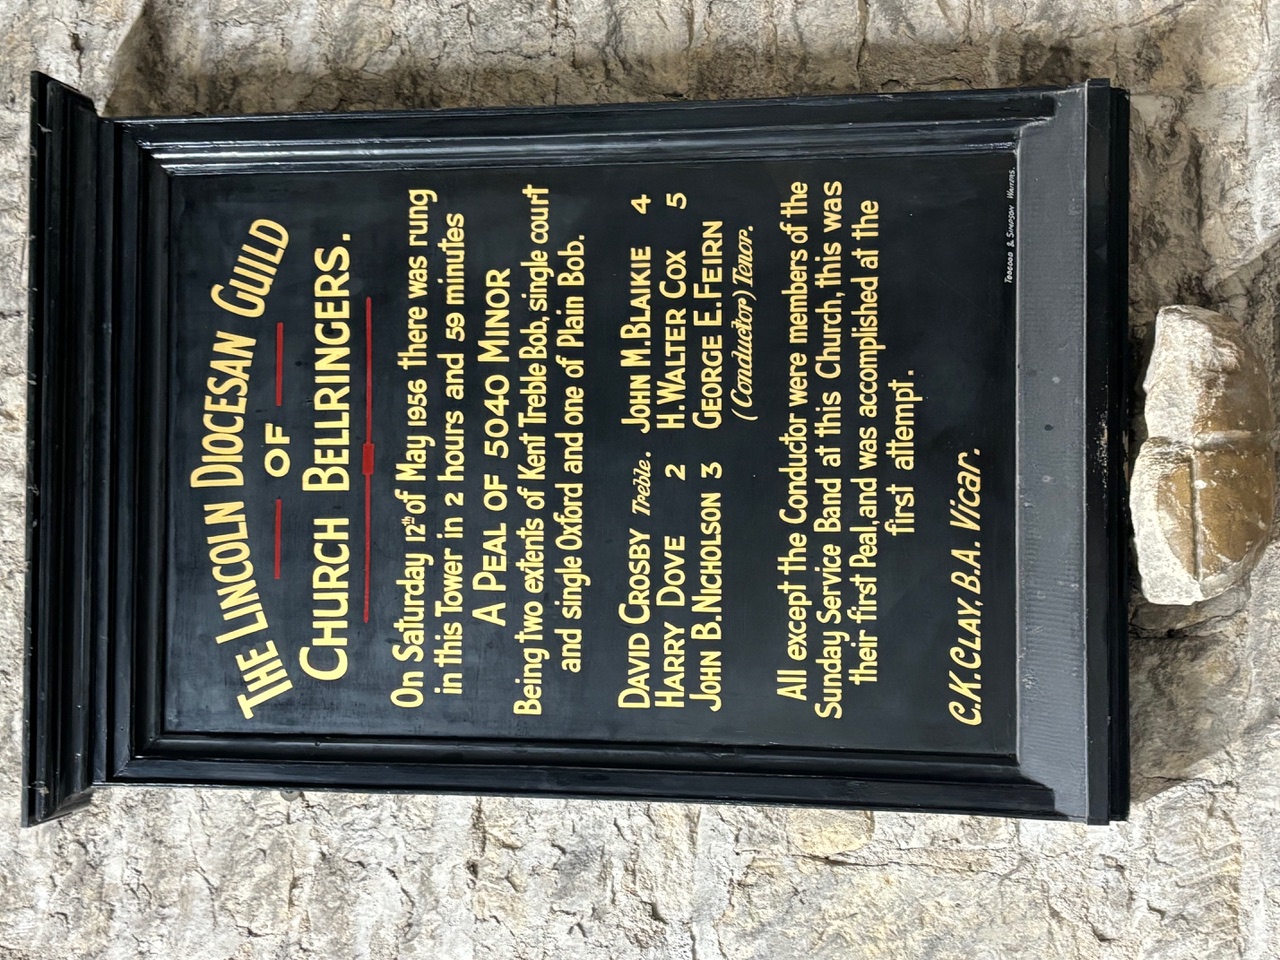 THE LINCOLN DIOCESAN GUILD
OF
CHURCH BELLRINGERS.
On Saturday 12th of May 1956 there was rung
in this Tower in 2 hours and 59 minutes
A PEAL OF 5040 MINOR
Being two extents of Kent Treble Bob, single court
and single Oxford and one of Plain Bob.
DAVID CROSBY Treble. JOHN M. BLAIKIE 4
HARRY DOVE 2 H. WALTER COX 5
JOHN B. NICHOLSON 3 GEORGE E. FEIRN
(Conductor) Tenor.
All except the Conductor were members of the
Sunday Service Band at this Church, this was
their first Peal, and was accomplished at the
first attempt.
C.K. CLAY, B.A. Vicar.